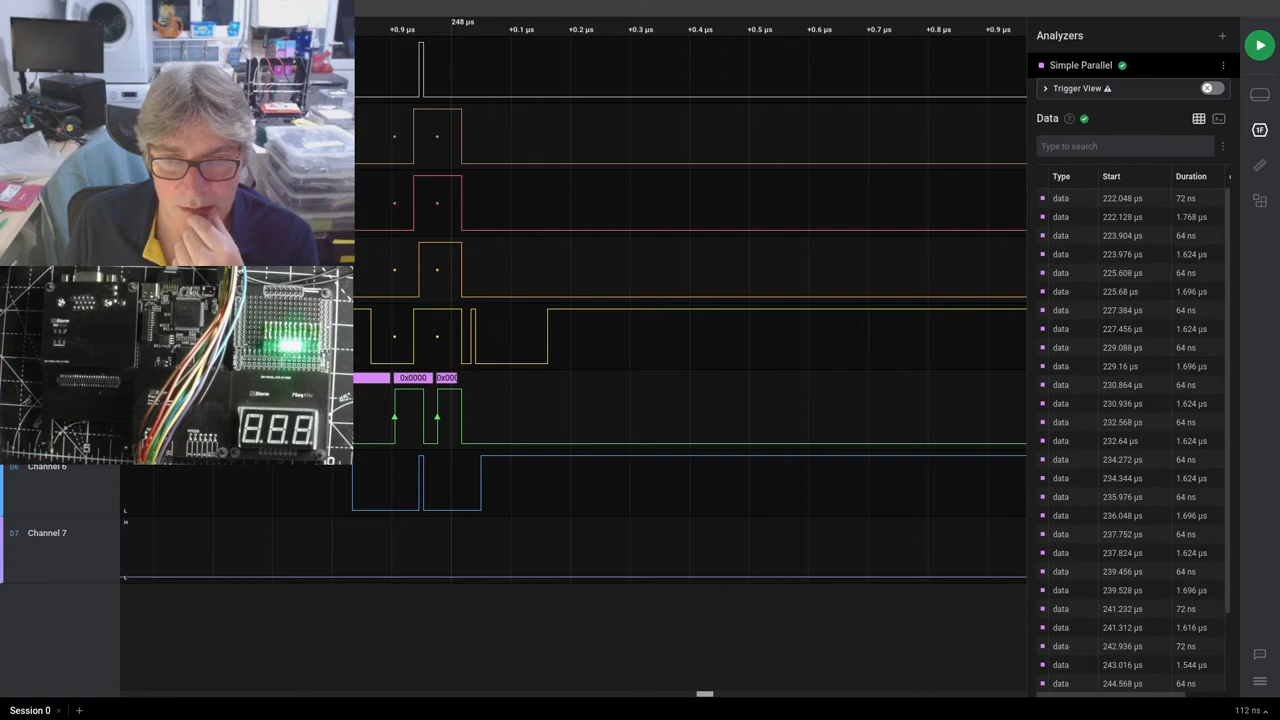 248 µs
+0.9 µs
+0.1 µs
+0.2 µs
+0.3 µs
+0.4 µs
+0.5 µs
+0.6 µs
+0.7 µs
+0.8 µs
+0.9 µs
0x0000
0x000
D6 Channel 6
L
H
D7 Channel 7
L
Analyzers
Simple Parallel
Trigger View
Data
Type to search
Type Start Duration
data 222.048 µs 72 ns
data 222.128 µs 1.768 µs
data 223.904 µs 64 ns
data 223.976 µs 1.624 µs
data 225.608 µs 64 ns
data 225.68 µs 1.696 µs
data 227.384 µs 64 ns
data 227.456 µs 1.624 µs
data 229.088 µs 64 ns
data 229.16 µs 1.696 µs
data 230.864 µs 64 ns
data 230.936 µs 1.624 µs
data 232.568 µs 64 ns
data 232.64 µs 1.624 µs
data 234.272 µs 64 ns
data 234.344 µs 1.696 µs
data 235.976 µs 64 ns
data 236.048 µs 1.696 µs
data 237.752 µs 64 ns
data 237.824 µs 1.624 µs
data 239.456 µs 64 ns
data 239.528 µs 1.696 µs
data 241.232 µs 72 ns
data 241.312 µs 1.616 µs
data 242.936 µs 72 ns
data 243.016 µs 1.544 µs
data 244.568 µs 64 ns
1F
Session 0
112 ns